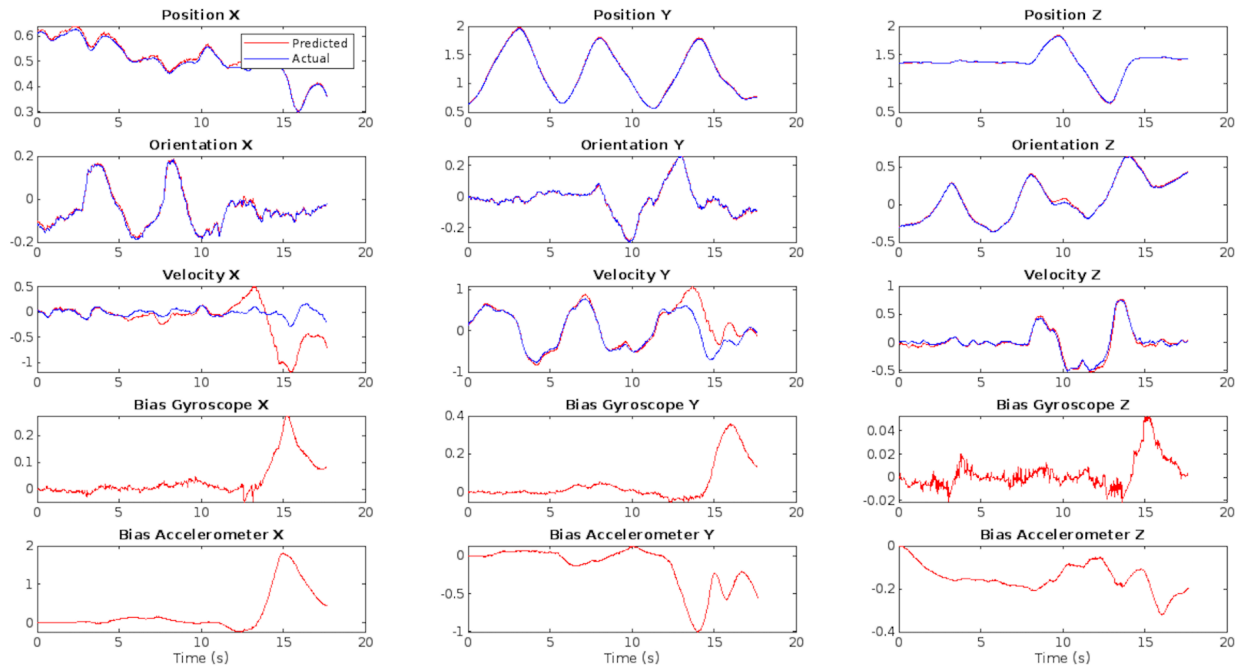 Position X
Position Y
Position Z
0.6
0.5
0.4
0.3
Predicted
Actual
0 5 10 15 20
2
1.5
1
0.5
0 5 10 15 20
2
1.5
1
0.5
0 5 10 15 20
Orientation X
Orientation Y
Orientation Z
0.2
0
-0.2
0 5 10 15 20
0.2
0
-0.2
0 5 10 15 20
0.5
0
-0.5
0 5 10 15 20
Velocity X
Velocity Y
Velocity Z
0.5
0
-0.5
-1
0 5 10 15 20
1
0
-1
0 5 10 15 20
1
0.5
0
-0.5
0 5 10 15 20
Bias Gyroscope X
Bias Gyroscope Y
Bias Gyroscope Z
0.2
0.1
0
0 5 10 15 20
0.4
0.2
0
0 5 10 15 20
0.04
0.02
0
-0.02
0 5 10 15 20
Bias Accelerometer X
Bias Accelerometer Y
Bias Accelerometer Z
2
1
0
0 5 10 15 20
Time (s)
0
-0.5
-1
0 5 10 15 20
Time (s)
0
-0.2
-0.4
0 5 10 15 20
Time (s)